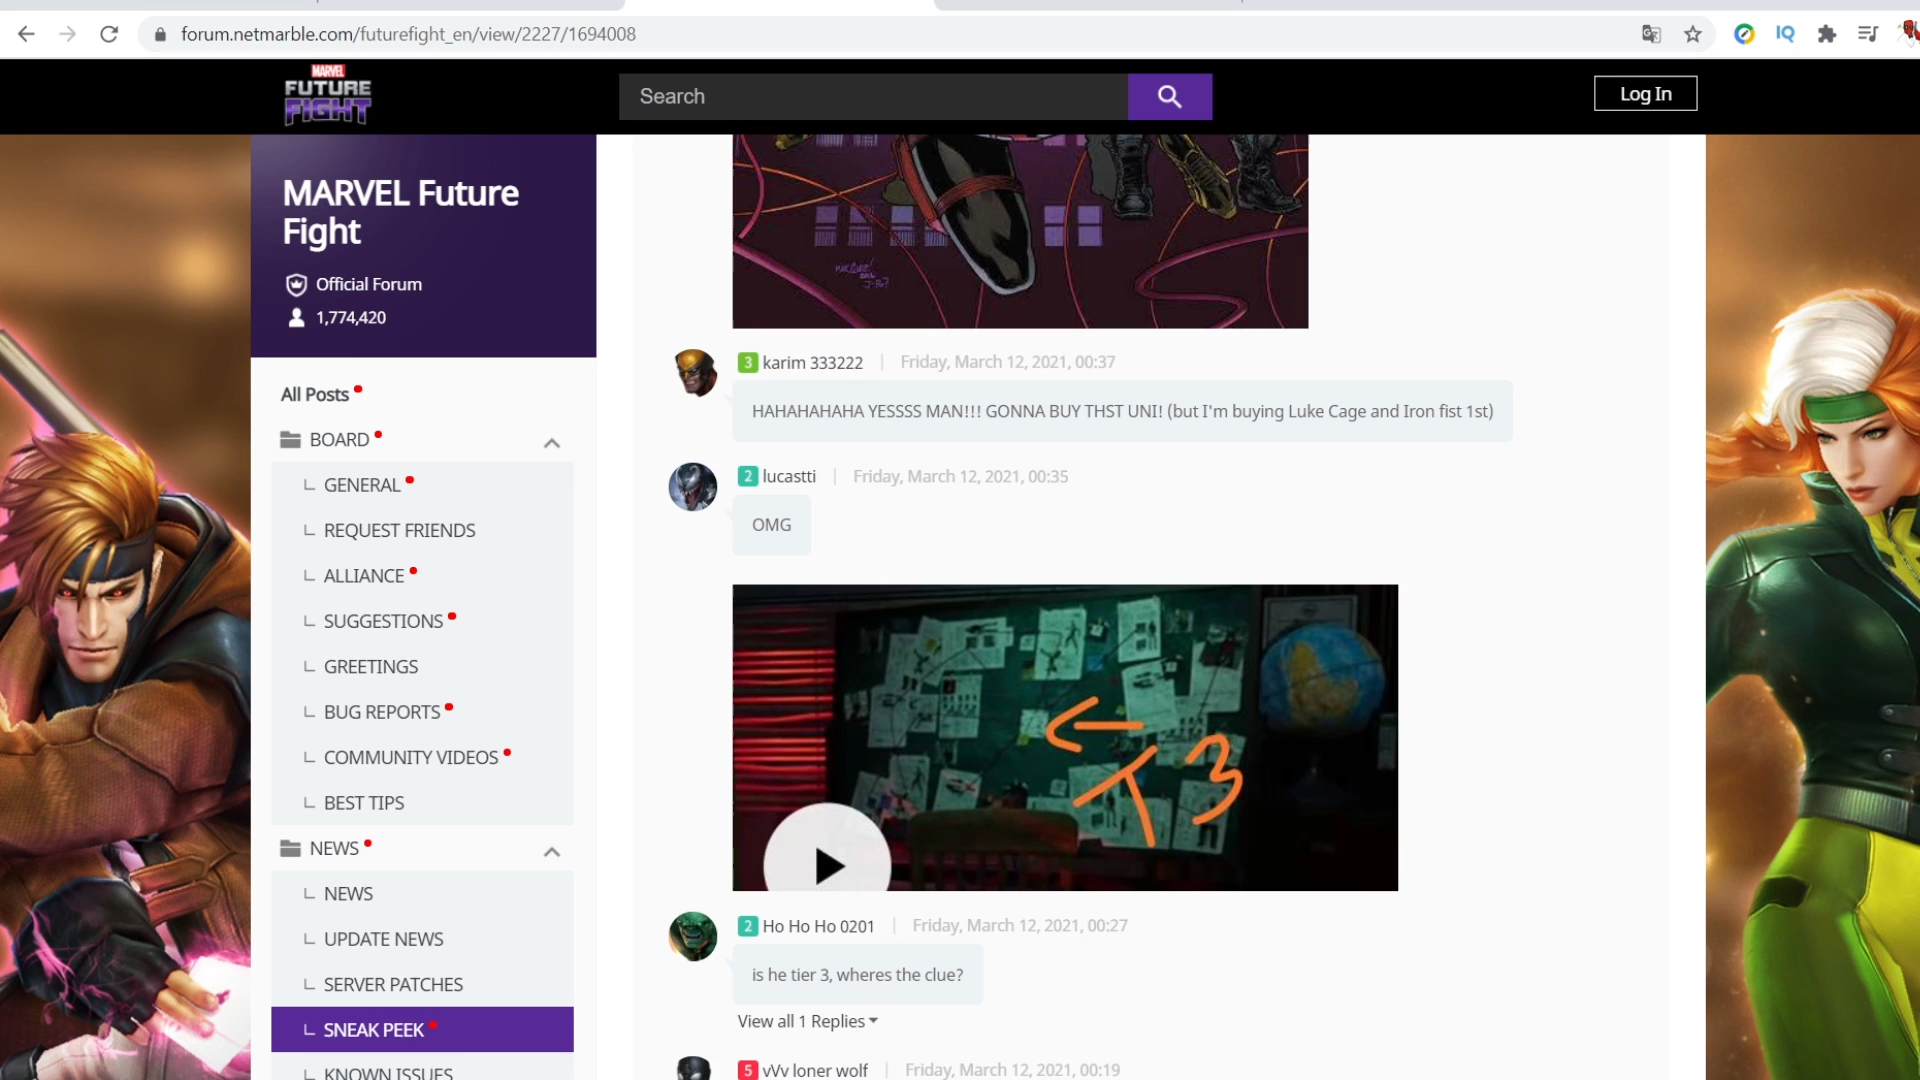 forum.netmarble.com/futurefight_en/view/2227/1694008
IQ
MARVEL
FUTURE
FIGHT
Search
Log In
MARVEL Future
Fight
Official Forum
1,774,420
All Posts
BOARD
GENERAL
REQUEST FRIENDS
ALLIANCE
SUGGESTIONS
GREETINGS
BUG REPORTS
COMMUNITY VIDEOS
BEST TIPS
NEWS
NEWS
UPDATE NEWS
SERVER PATCHES
SNEAK PEEK
KNOWN ISSUES
3 karim 333222 | Friday, March 12, 2021, 00:37
HAHAHAHAHA YESSSS MAN!!! GONNA BUY THST UNI! (but I'm buying Luke Cage and Iron fist 1st)
2 lucastti | Friday, March 12, 2021, 00:35
OMG
T3
2 Ho Ho Ho 0201 | Friday, March 12, 2021, 00:27
is he tier 3, wheres the clue?
View all 1 Replies
5 vVv loner wolf | Friday, March 12, 2021, 00:19